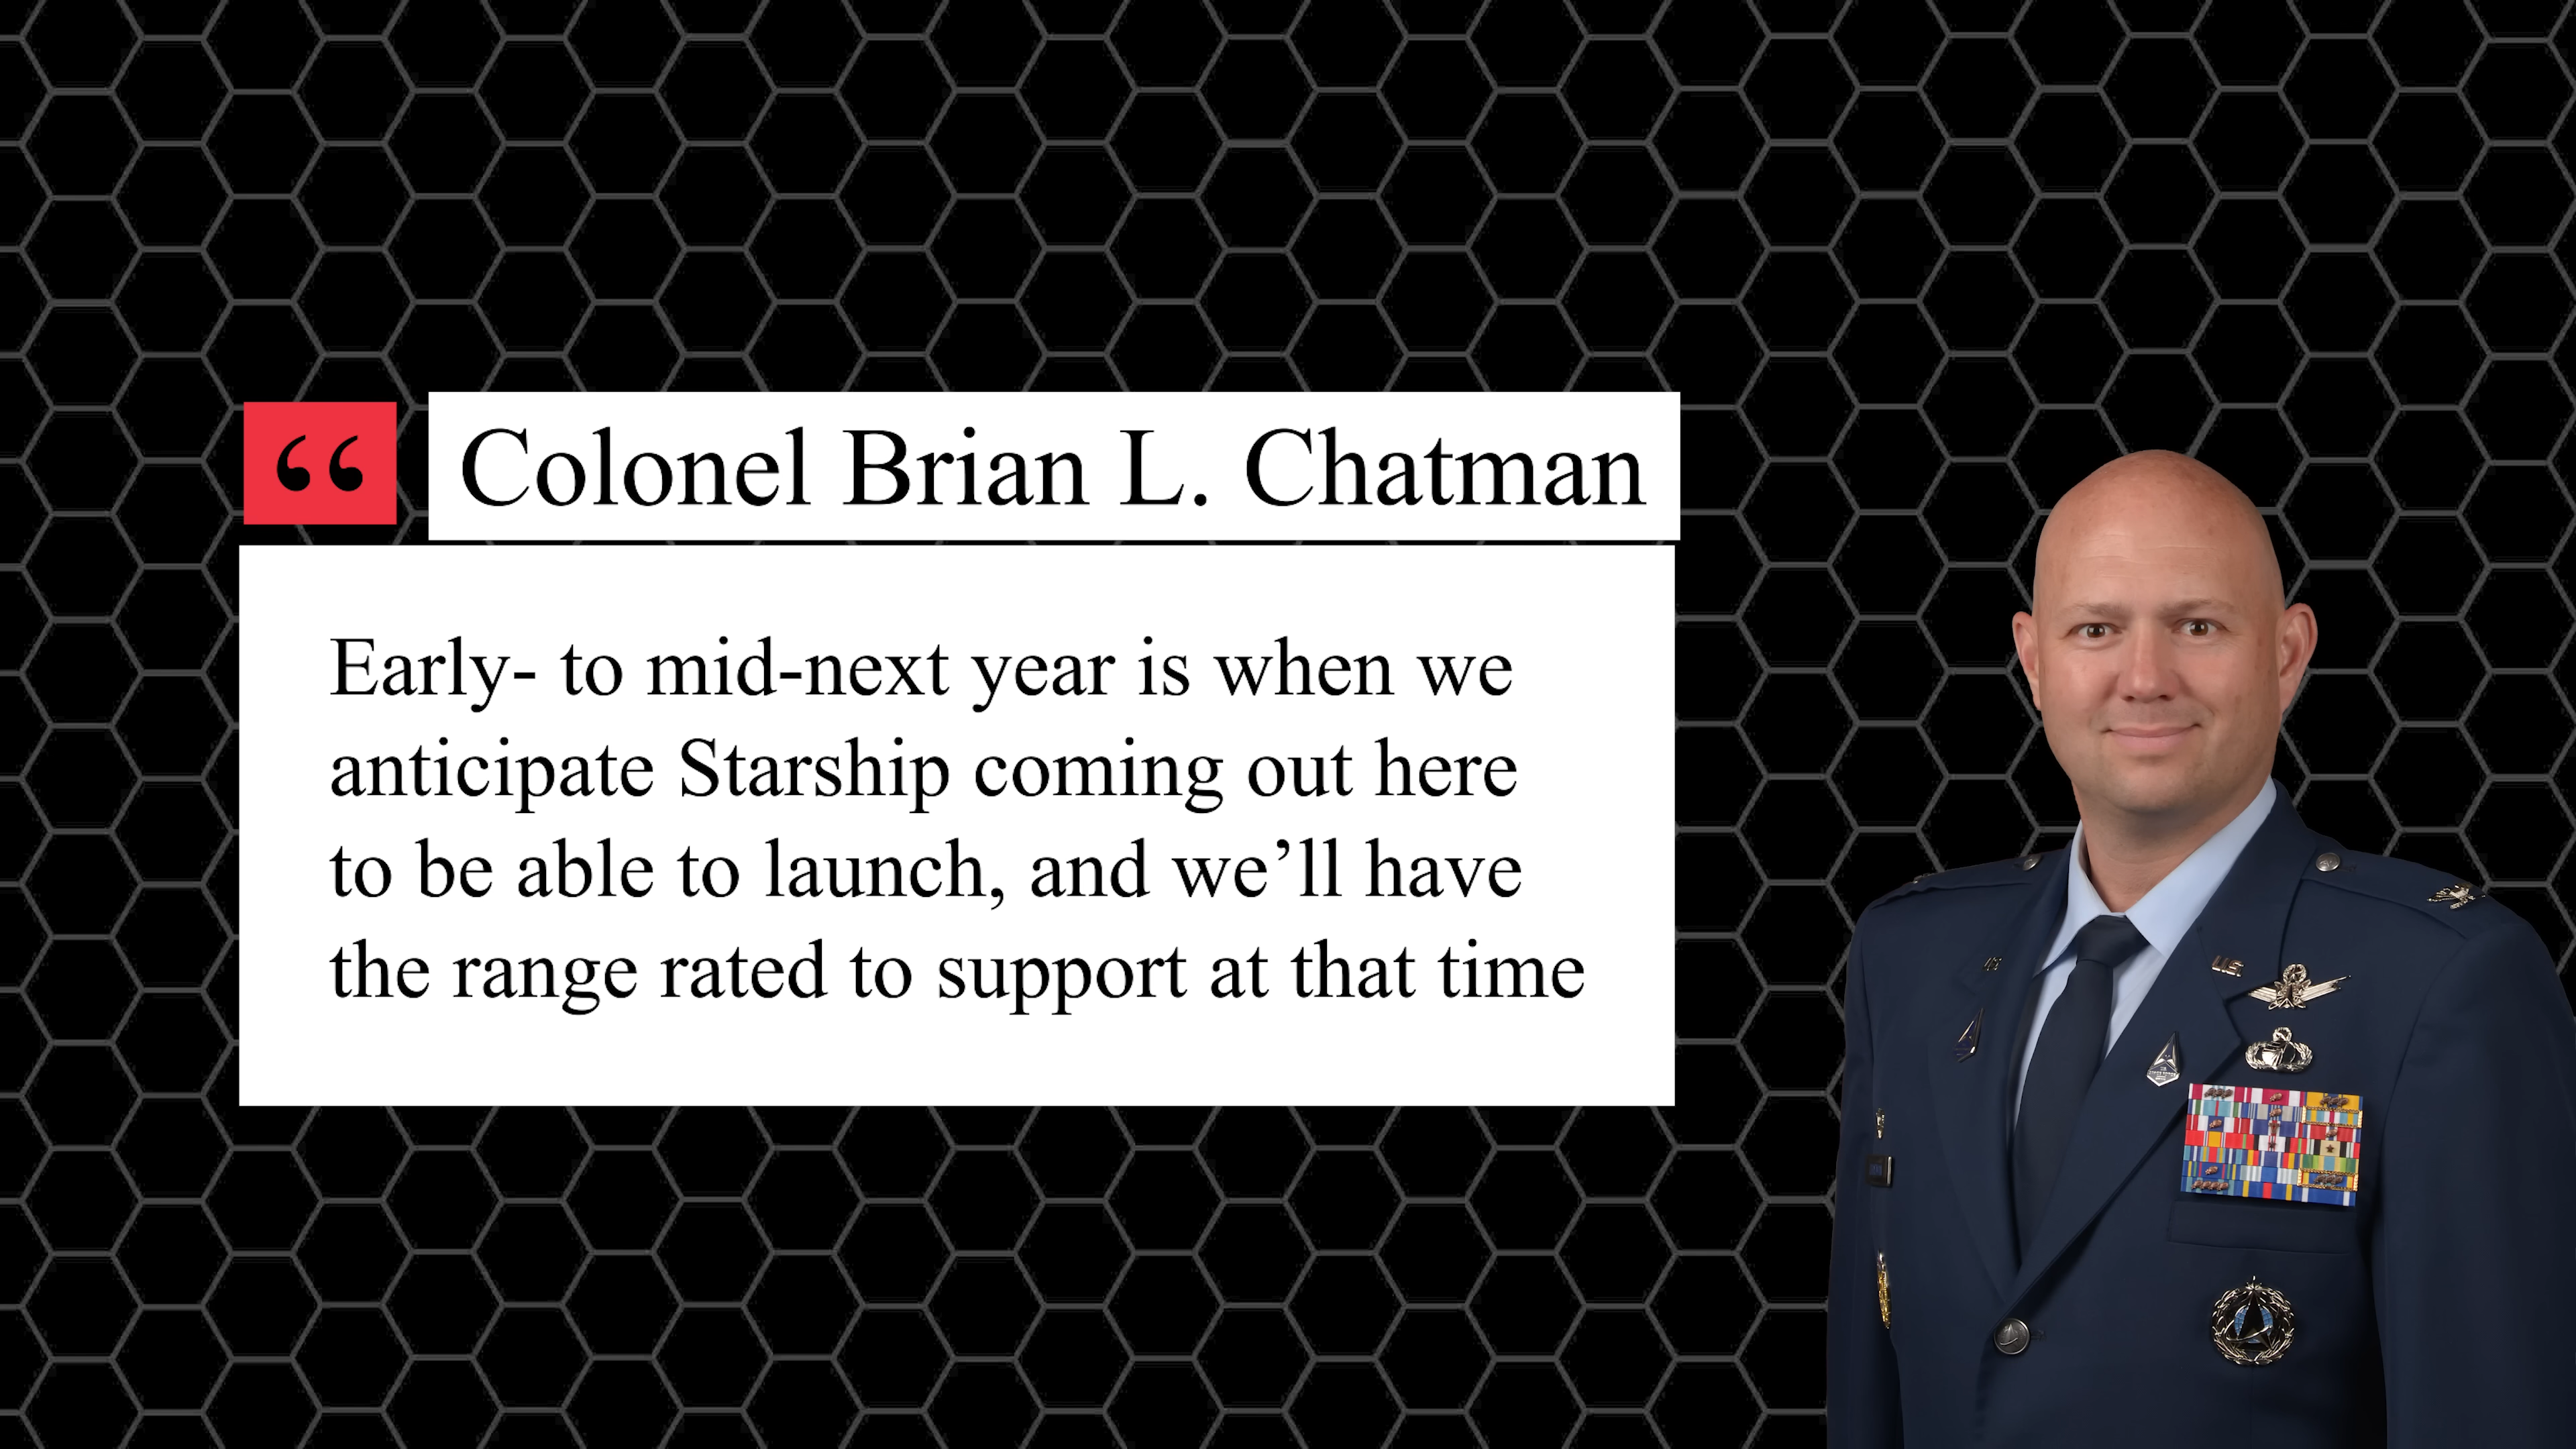 “
Colonel Brian L. Chatman
Early- to mid-next year is when we
anticipate Starship coming out here
to be able to launch, and we’ll have
the range rated to support at that time
U.S.